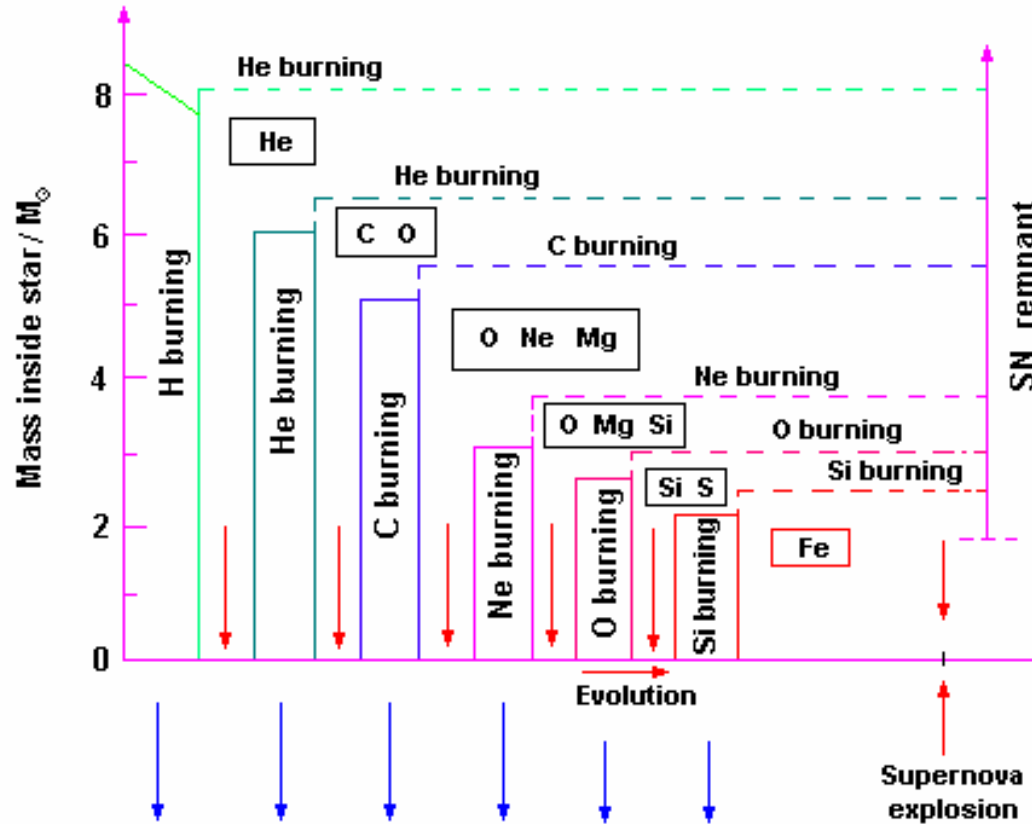 He burning
8
He
He burning
6
C O
C burning
O Ne Mg
4
Ne burning
O Mg Si
O burning
Si burning
Si S
2
Fe
0
Mass inside star / M☉
H burning
He burning
C burning
Ne burning
O burning
Si burning
SN remnant
Evolution
Supernova
explosion